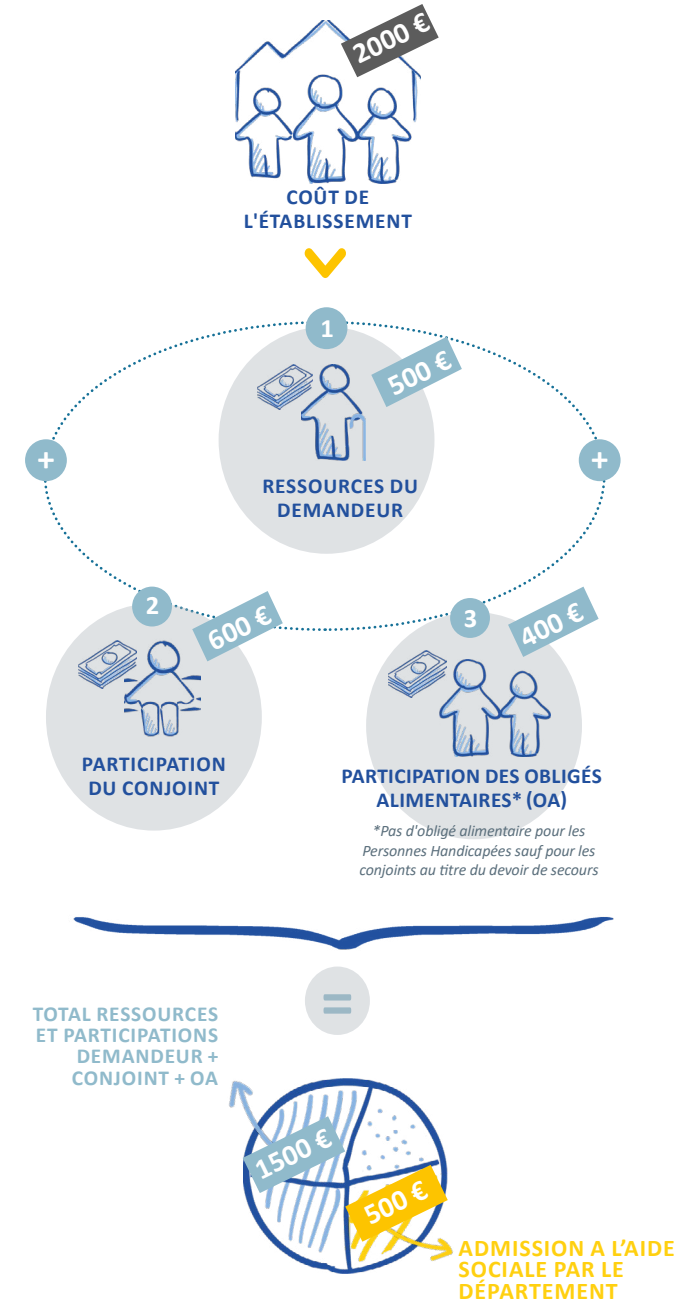 2000 €
COÛT DE
L'ÉTABLISSEMENT
1
500 €
RESSOURCES DU
DEMANDEUR
+
+
2
600 €
PARTICIPATION
DU CONJOINT
3
400 €
PARTICIPATION DES OBLIGÉS
ALIMENTAIRES* (OA)
*Pas d'obligé alimentaire pour les
Personnes Handicapées sauf pour les
conjoints au titre du devoir de secours
=
TOTAL RESSOURCES
ET PARTICIPATIONS
DEMANDEUR +
CONJOINT + OA
1500 €
500 €
ADMISSION A L’AIDE
SOCIALE PAR LE
DÉPARTEMENT